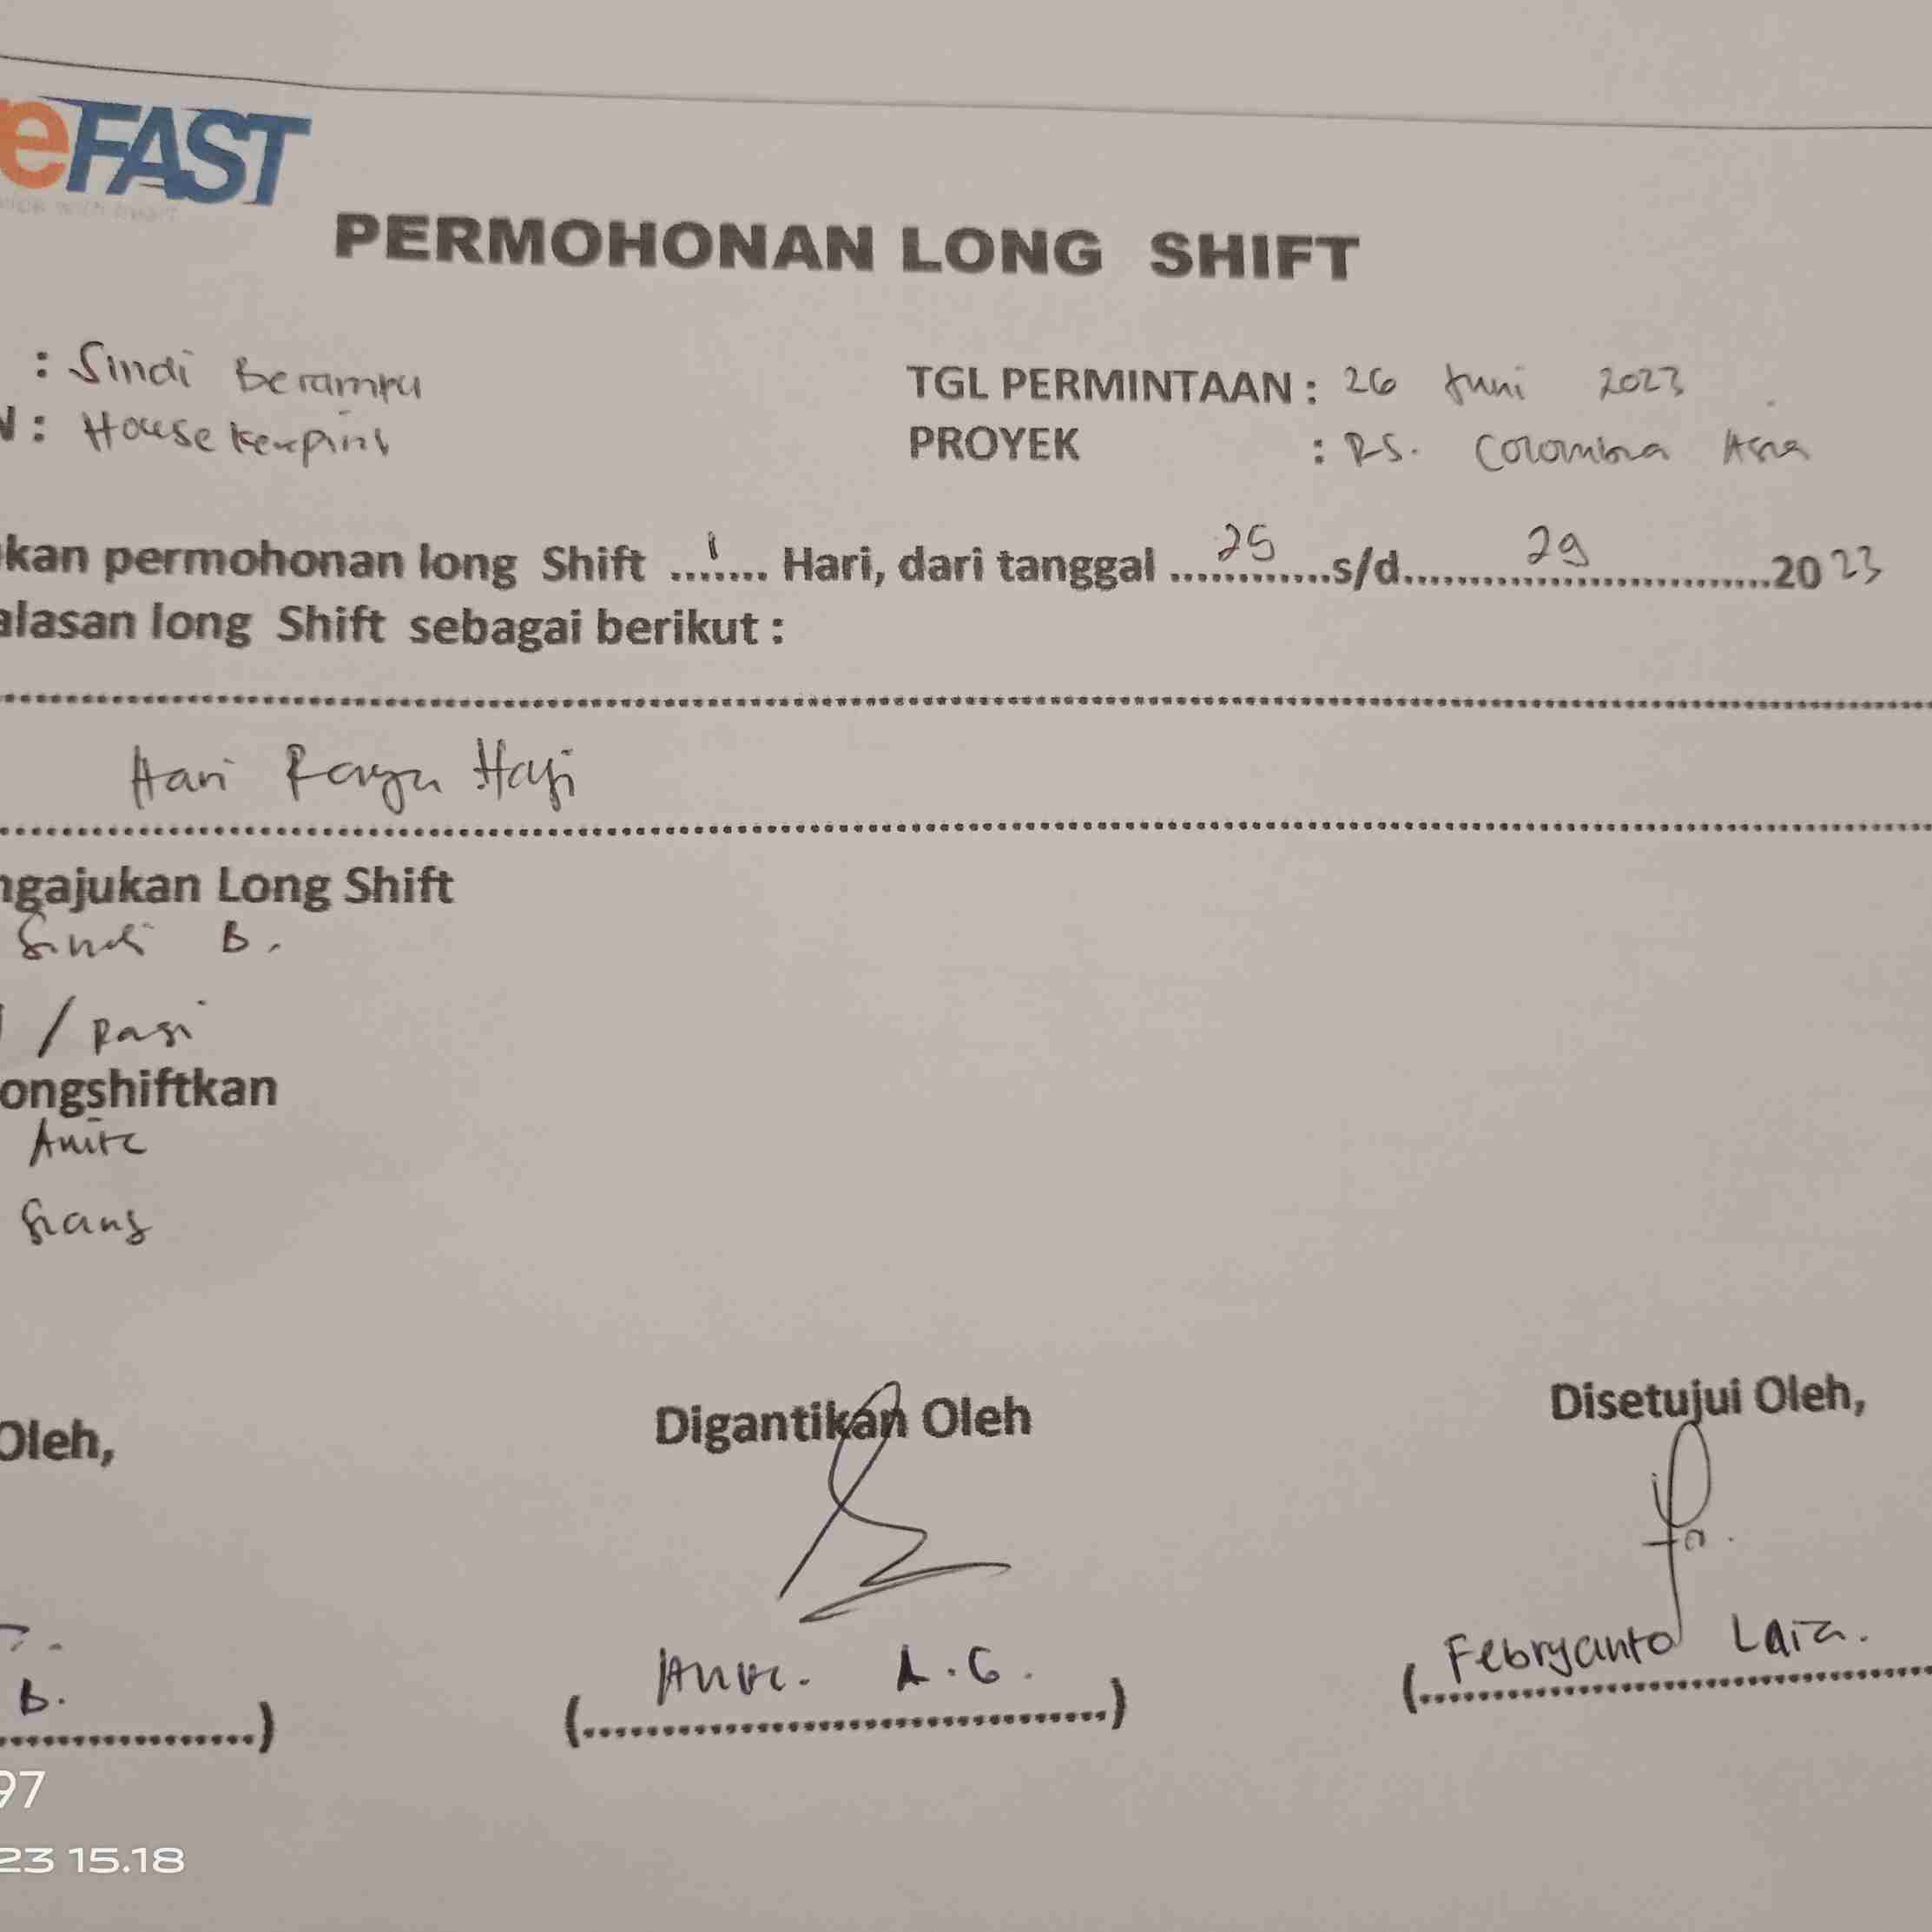 eFAST
PERMOHONAN LONG SHIFT
: Sindi Berampu
TGL PERMINTAAN : 26 Juni 2023
: House keeping
PROYEK : RS. Colombia Asia
kan permohonan long Shift ....1.... Hari, dari tanggal ....25....s/d....29....2023
alasan long Shift sebagai berikut :
Hari Raya Haji
ngajukan Long Shift
Sindi B.
/ Pagi
ongshiftkan
Anita
Siang
Oleh,
Digantikan Oleh
Disetujui Oleh,
B.
(Anita. A.G.)
(Febryanto Laia.
97
23 15.18